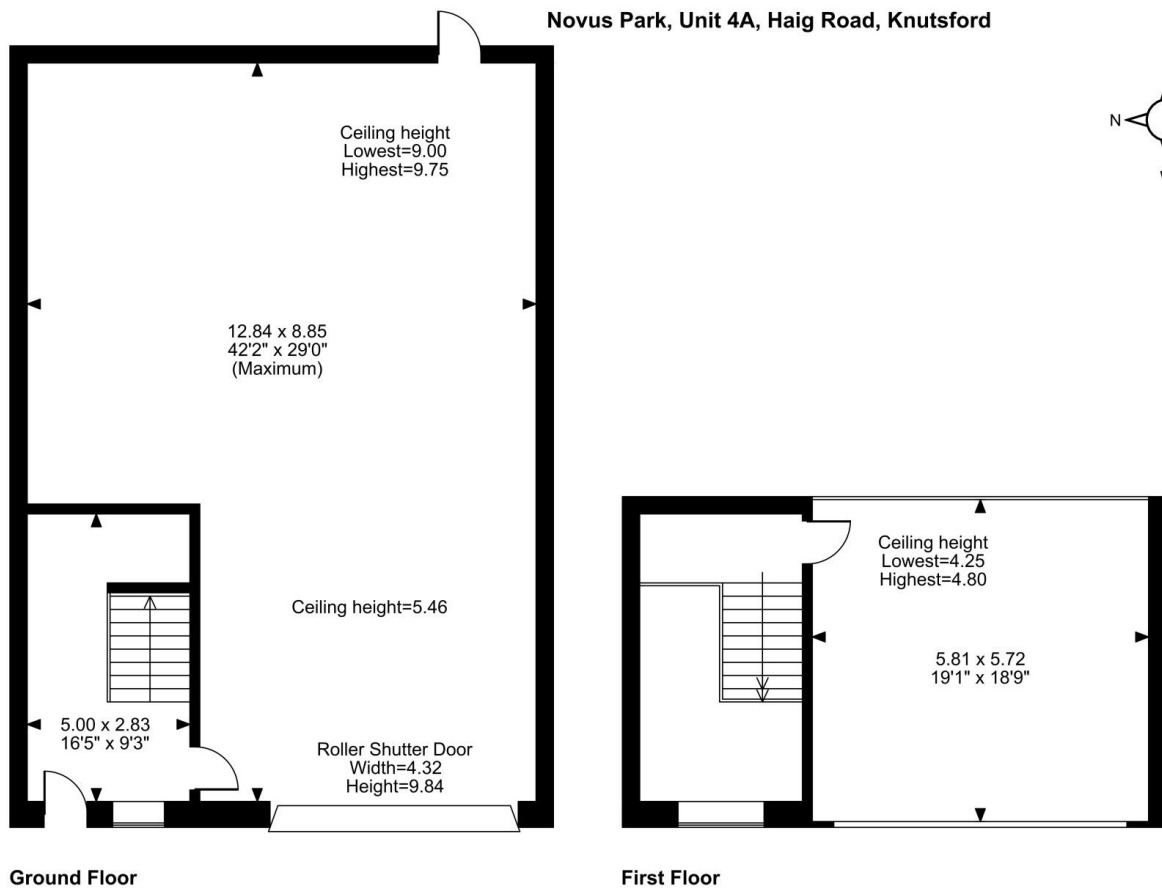 Novus Park, Unit 4A, Haig Road, Knutsford
N
Ceiling height
Lowest=9.00
Highest=9.75
12.84 x 8.85
42'2" x 29'0"
(Maximum)
Ceiling height=5.46
5.00 x 2.83
16'5" x 9'3"
Roller Shutter Door
Width=4.32
Height=9.84
Ground Floor
Ceiling height
Lowest=4.25
Highest=4.80
5.81 x 5.72
19'1" x 18'9"
First Floor